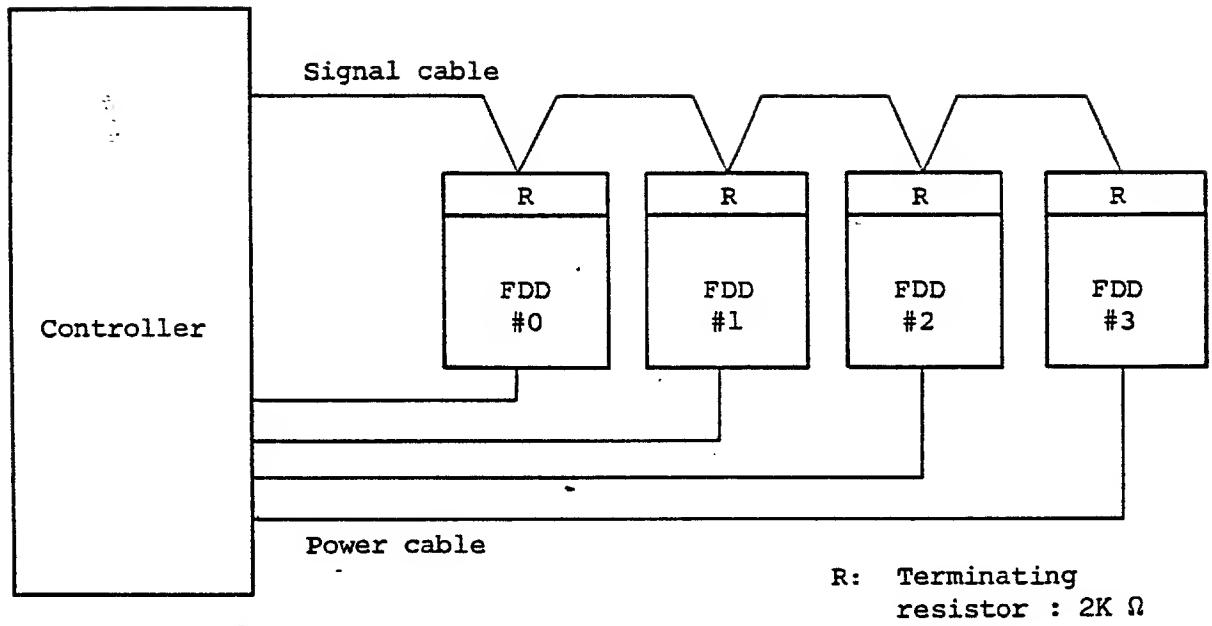 Signal cable
R
R
R
R
FDD
#0
FDD
#1
FDD
#2
FDD
#3
Controller
Power cable
R: Terminating
resistor : 2K Ω